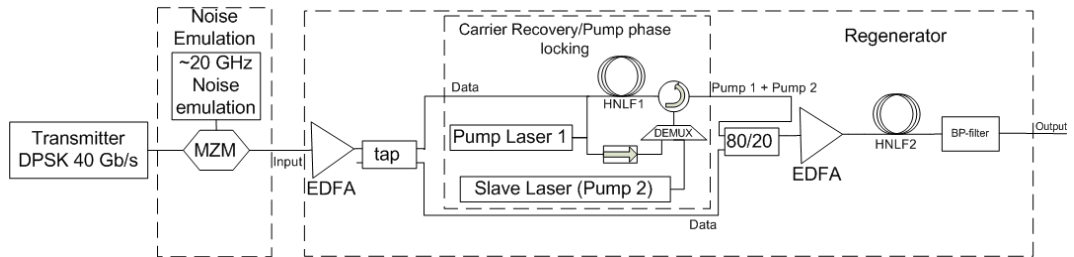 Noise
Emulation
~20 GHz
Noise
emulation
Transmitter
DPSK 40 Gb/s
MZM
Input
EDFA
tap
Carrier Recovery/Pump phase
locking
Data
HNLF1
Pump Laser 1
DEMUX
Slave Laser (Pump 2)
Data
Regenerator
Pump 1 + Pump 2
80/20
EDFA
HNLF2
BP-filter
Output